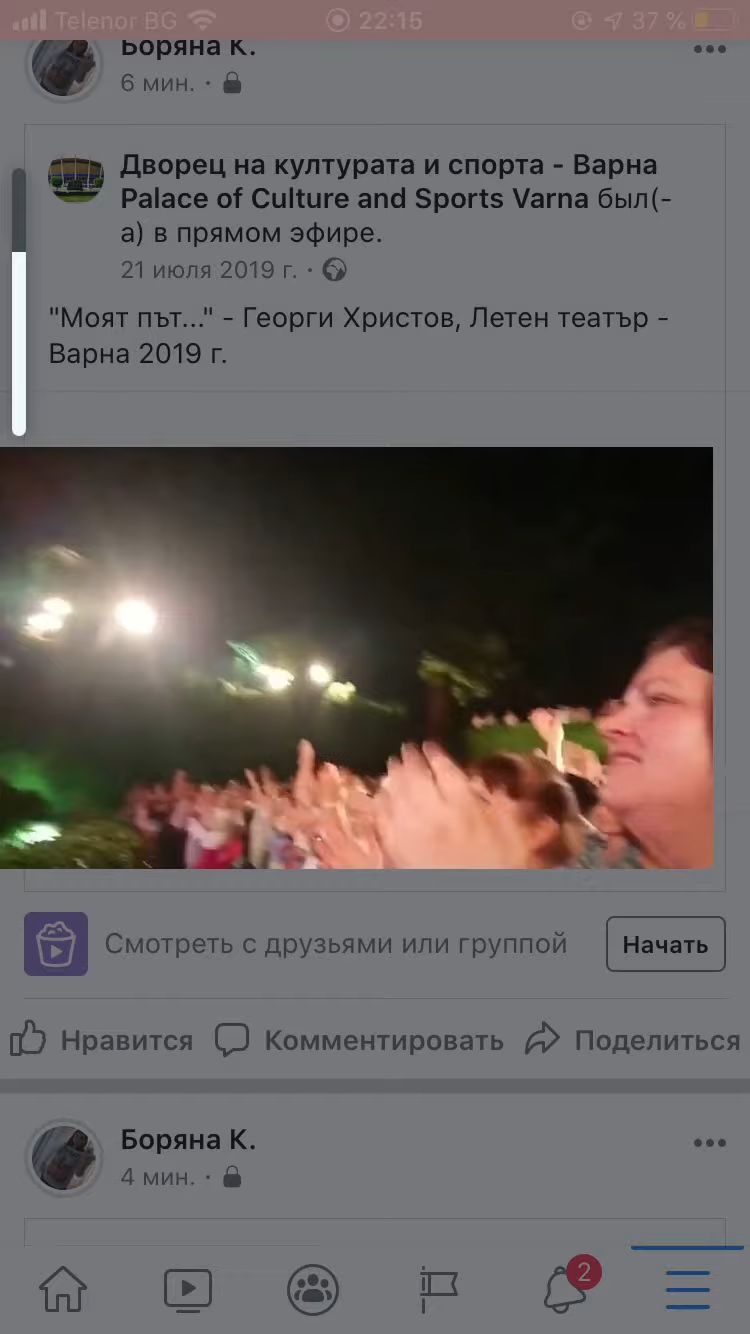 Telenor BG 22:15 37 %
Боряна К.
6 мин. ·
Дворец на културата и спорта - Варна
Palace of Culture and Sports Varna был(-
а) в прямом эфире.
21 июля 2019 г. ·
"Моят път..." - Георги Христов, Летен театър -
Варна 2019 г.
Смотреть с друзьями или группой Начать
Нравится Комментировать Поделиться
Боряна К.
4 мин. ·
2